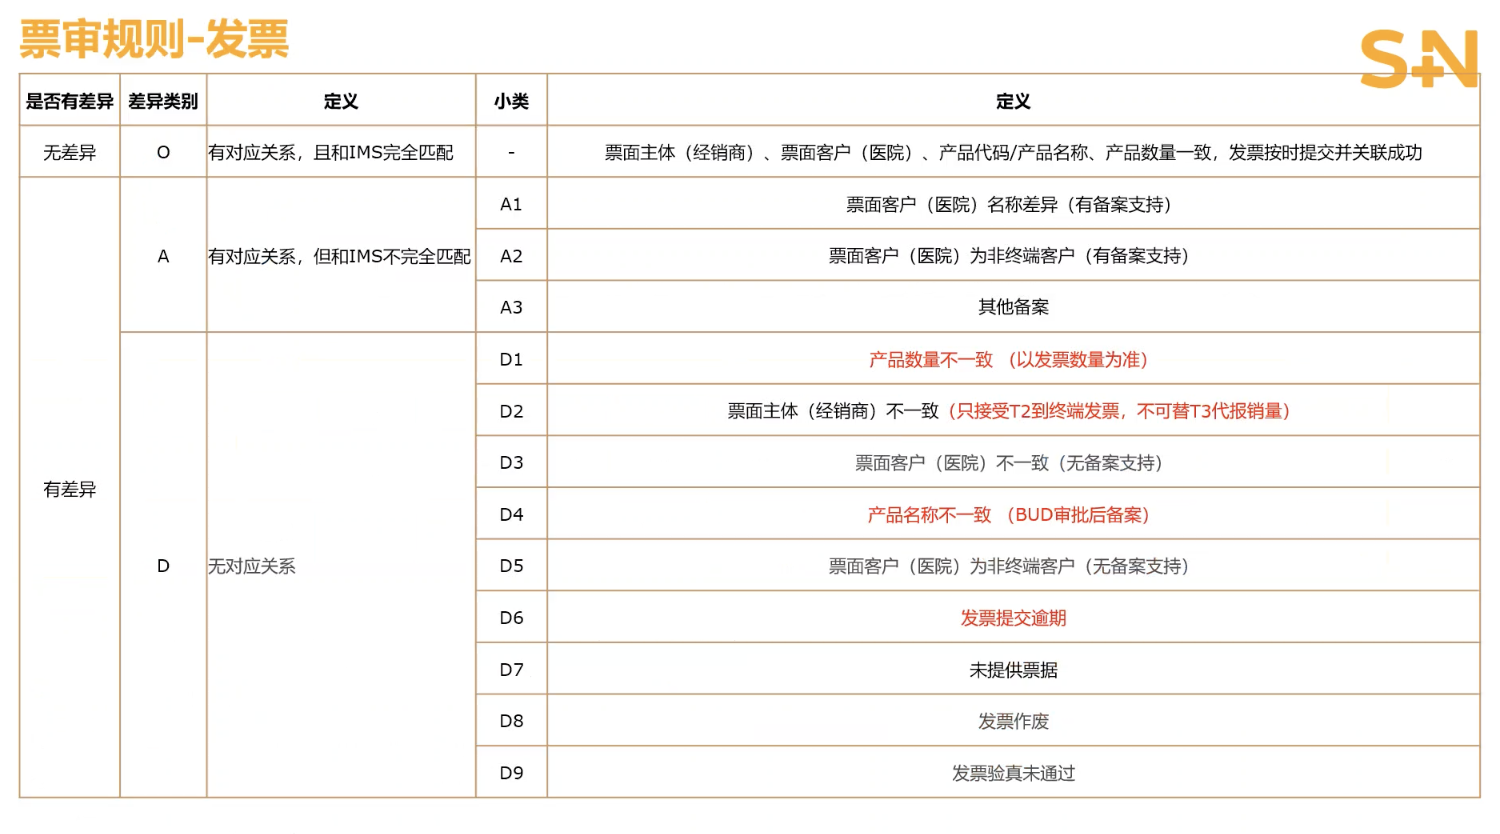 票审规则-发票
S+N
是否有差异 差异类别 定义 小类 定义
无差异 O 有对应关系，且和IMS完全匹配 - 票面主体（经销商）、票面客户（医院）、产品代码/产品名称、产品数量一致，发票按时提交并关联成功
有差异 A 有对应关系，但和IMS不完全匹配 A1 票面客户（医院）名称差异（有备案支持）
A2 票面客户（医院）为非终端客户（有备案支持）
A3 其他备案
D 无对应关系 D1 产品数量不一致 （以发票数量为准）
D2 票面主体（经销商）不一致（只接受T2到终端发票，不可替T3代报销量）
D3 票面客户（医院）不一致（无备案支持）
D4 产品名称不一致 （BUD审批后备案）
D5 票面客户（医院）为非终端客户（无备案支持）
D6 发票提交逾期
D7 未提供票据
D8 发票作废
D9 发票验真未通过